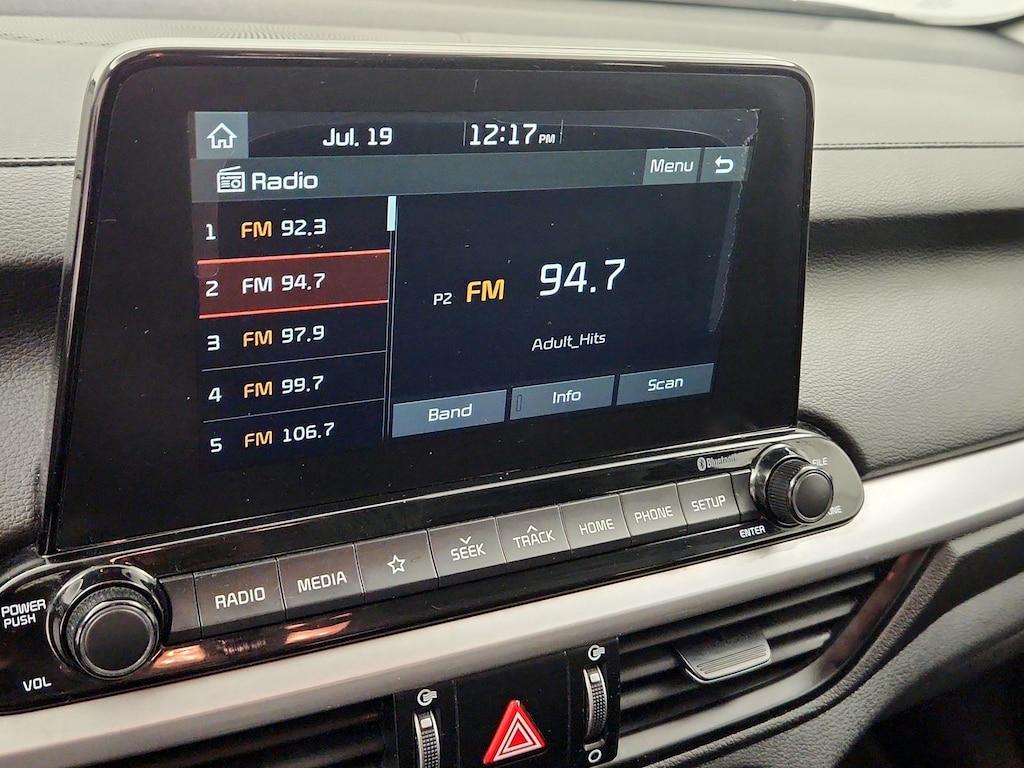 Jul. 19 12:17 PM
Radio Menu
1 FM 92.3
2 FM 94.7
3 FM 97.9
4 FM 99.7
5 FM 106.7
P2 FM 94.7
Adult_Hits
Band Info Scan
Bluetooth
FILE
ENTER
POWER
PUSH
VOL
RADIO MEDIA SEEK TRACK HOME PHONE SETUP